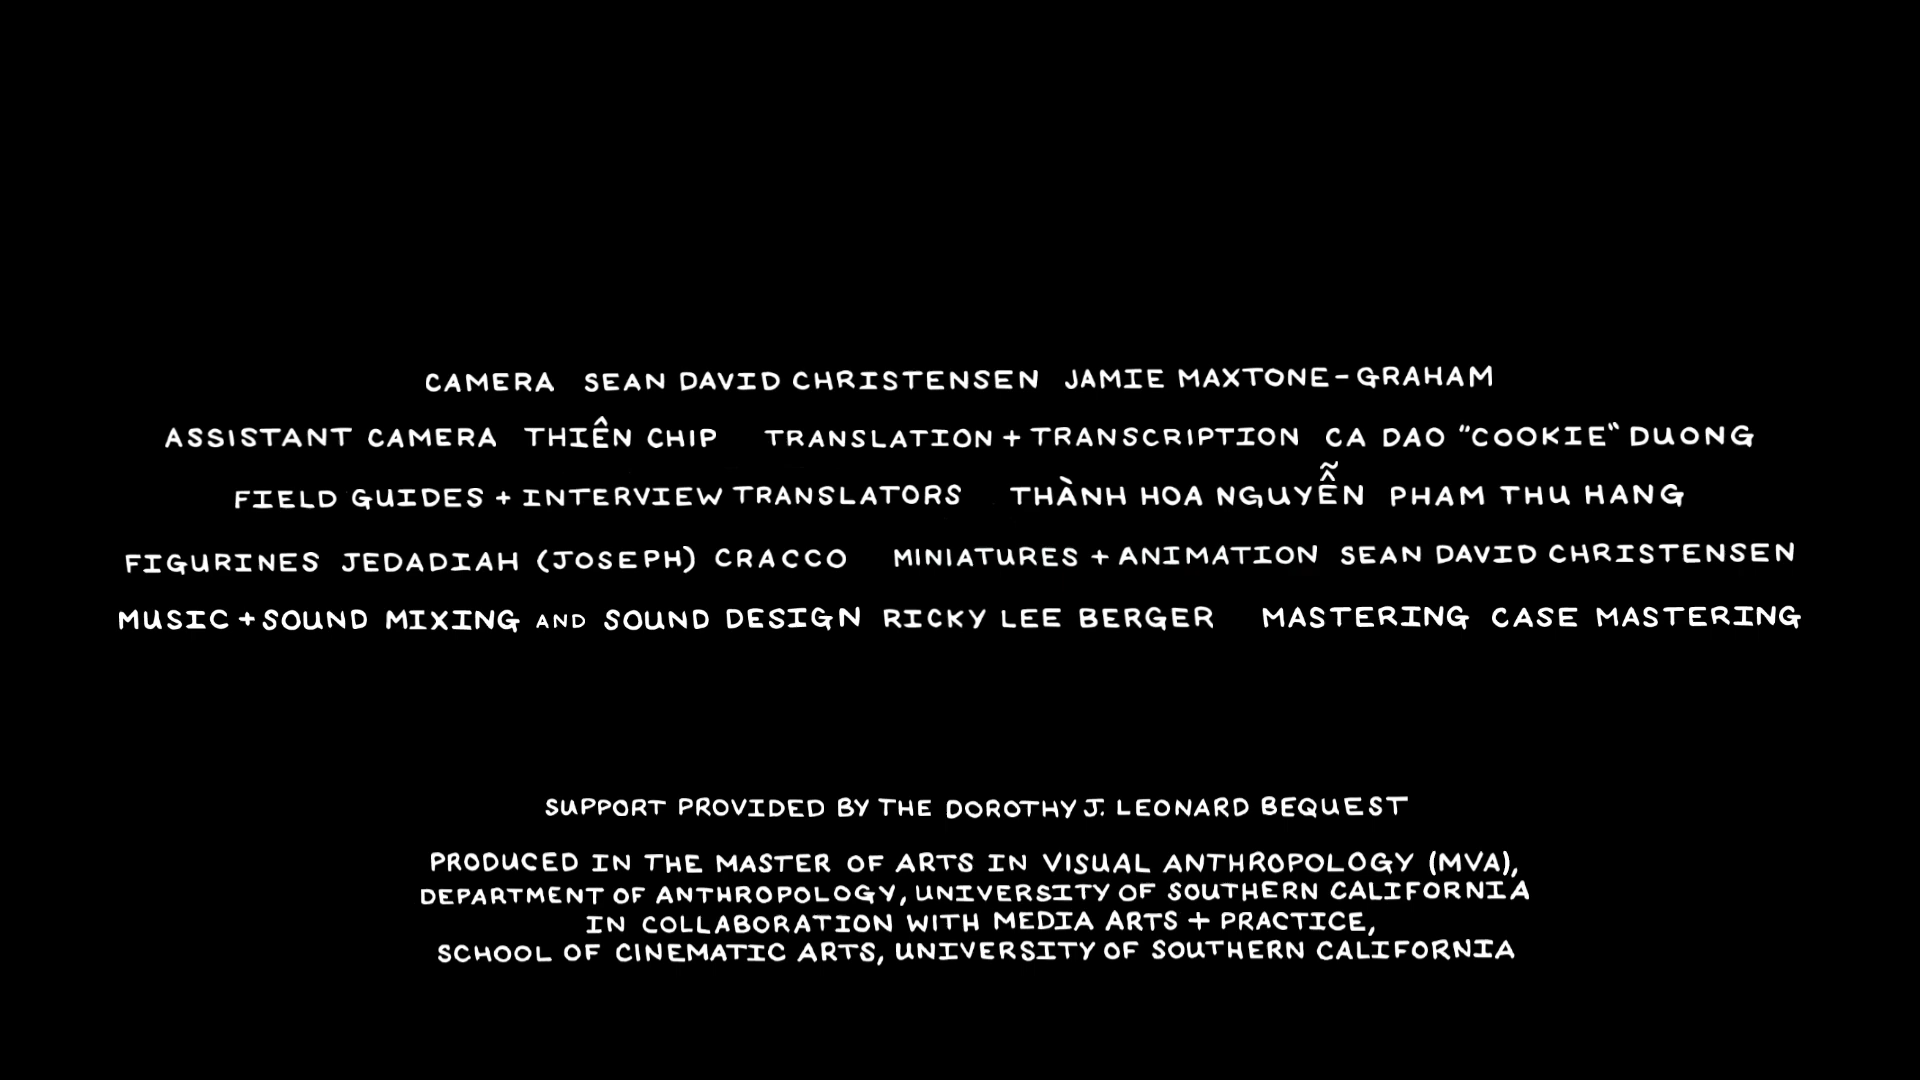 CAMERA SEAN DAVID CHRISTENSEN JAMIE MAXTONE-GRAHAM
ASSISTANT CAMERA THIÊN CHIP TRANSLATION + TRANSCRIPTION CA DAO "COOKIE" DUONG
FIELD GUIDES + INTERVIEW TRANSLATORS THÀNH HOA NGUYỄN PHAM THU HANG
FIGURINES JEDADIAH (JOSEPH) CRACCO MINIATURES + ANIMATION SEAN DAVID CHRISTENSEN
MUSIC + SOUND MIXING AND SOUND DESIGN RICKY LEE BERGER MASTERING CASE MASTERING
SUPPORT PROVIDED BY THE DOROTHY J. LEONARD BEQUEST
PRODUCED IN THE MASTER OF ARTS IN VISUAL ANTHROPOLOGY (MVA),
DEPARTMENT OF ANTHROPOLOGY, UNIVERSITY OF SOUTHERN CALIFORNIA
IN COLLABORATION WITH MEDIA ARTS + PRACTICE,
SCHOOL OF CINEMATIC ARTS, UNIVERSITY OF SOUTHERN CALIFORNIA